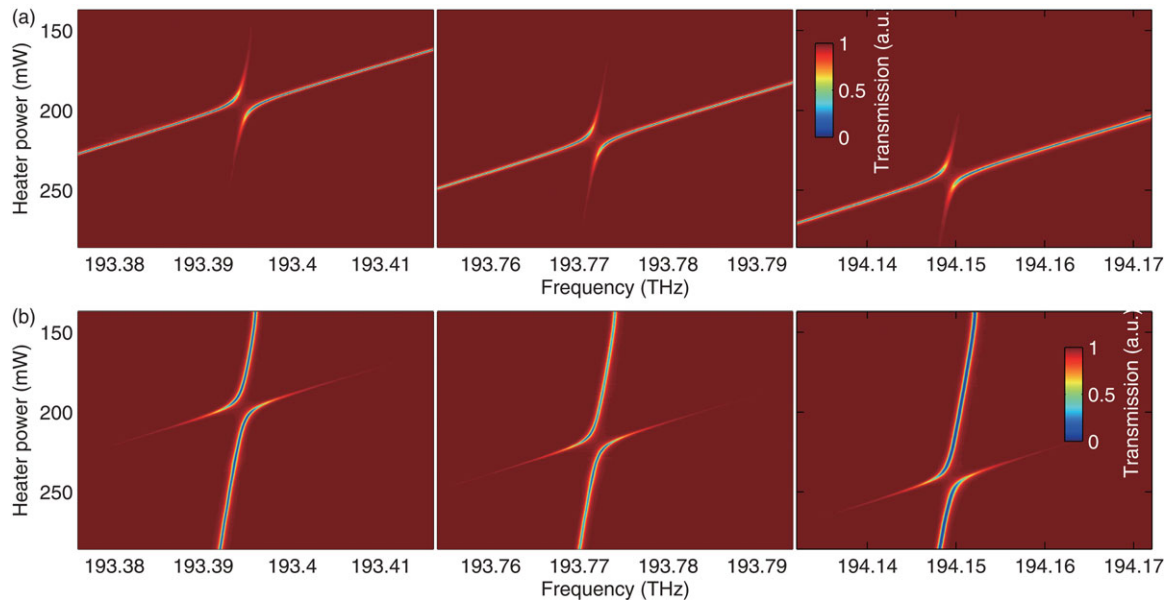 (a)
Heater power (mW)
150
200
250
Transmission (a.u.)
1
0.5
0
193.38 193.39 193.4 193.41 193.76 193.77 193.78 193.79 194.14 194.15 194.16 194.17
Frequency (THz)
(b)
Heater power (mW)
150
200
250
Transmission (a.u.)
1
0.5
0
193.38 193.39 193.4 193.41 193.76 193.77 193.78 193.79 194.14 194.15 194.16 194.17
Frequency (THz)